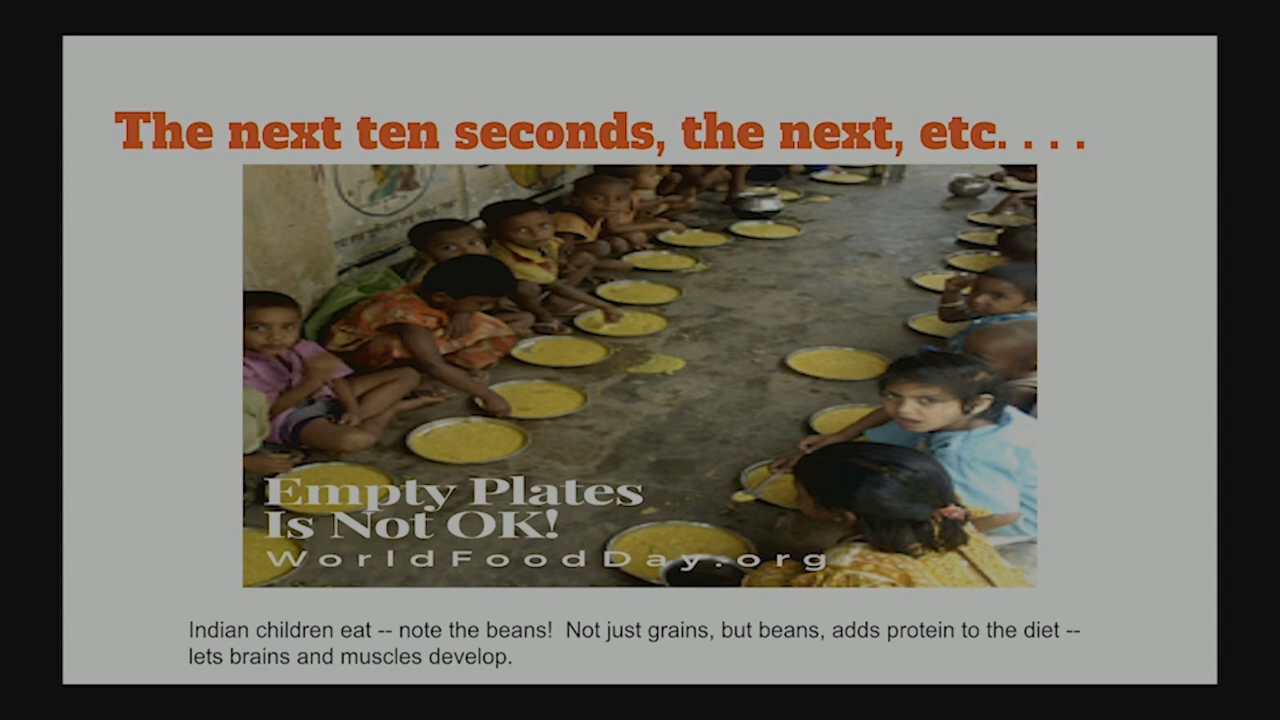 The next ten seconds, the next, etc. . . .
Empty Plates
Is Not OK!
WorldFoodDay.org
Indian children eat -- note the beans!  Not just grains, but beans, adds protein to the diet --
lets brains and muscles develop.